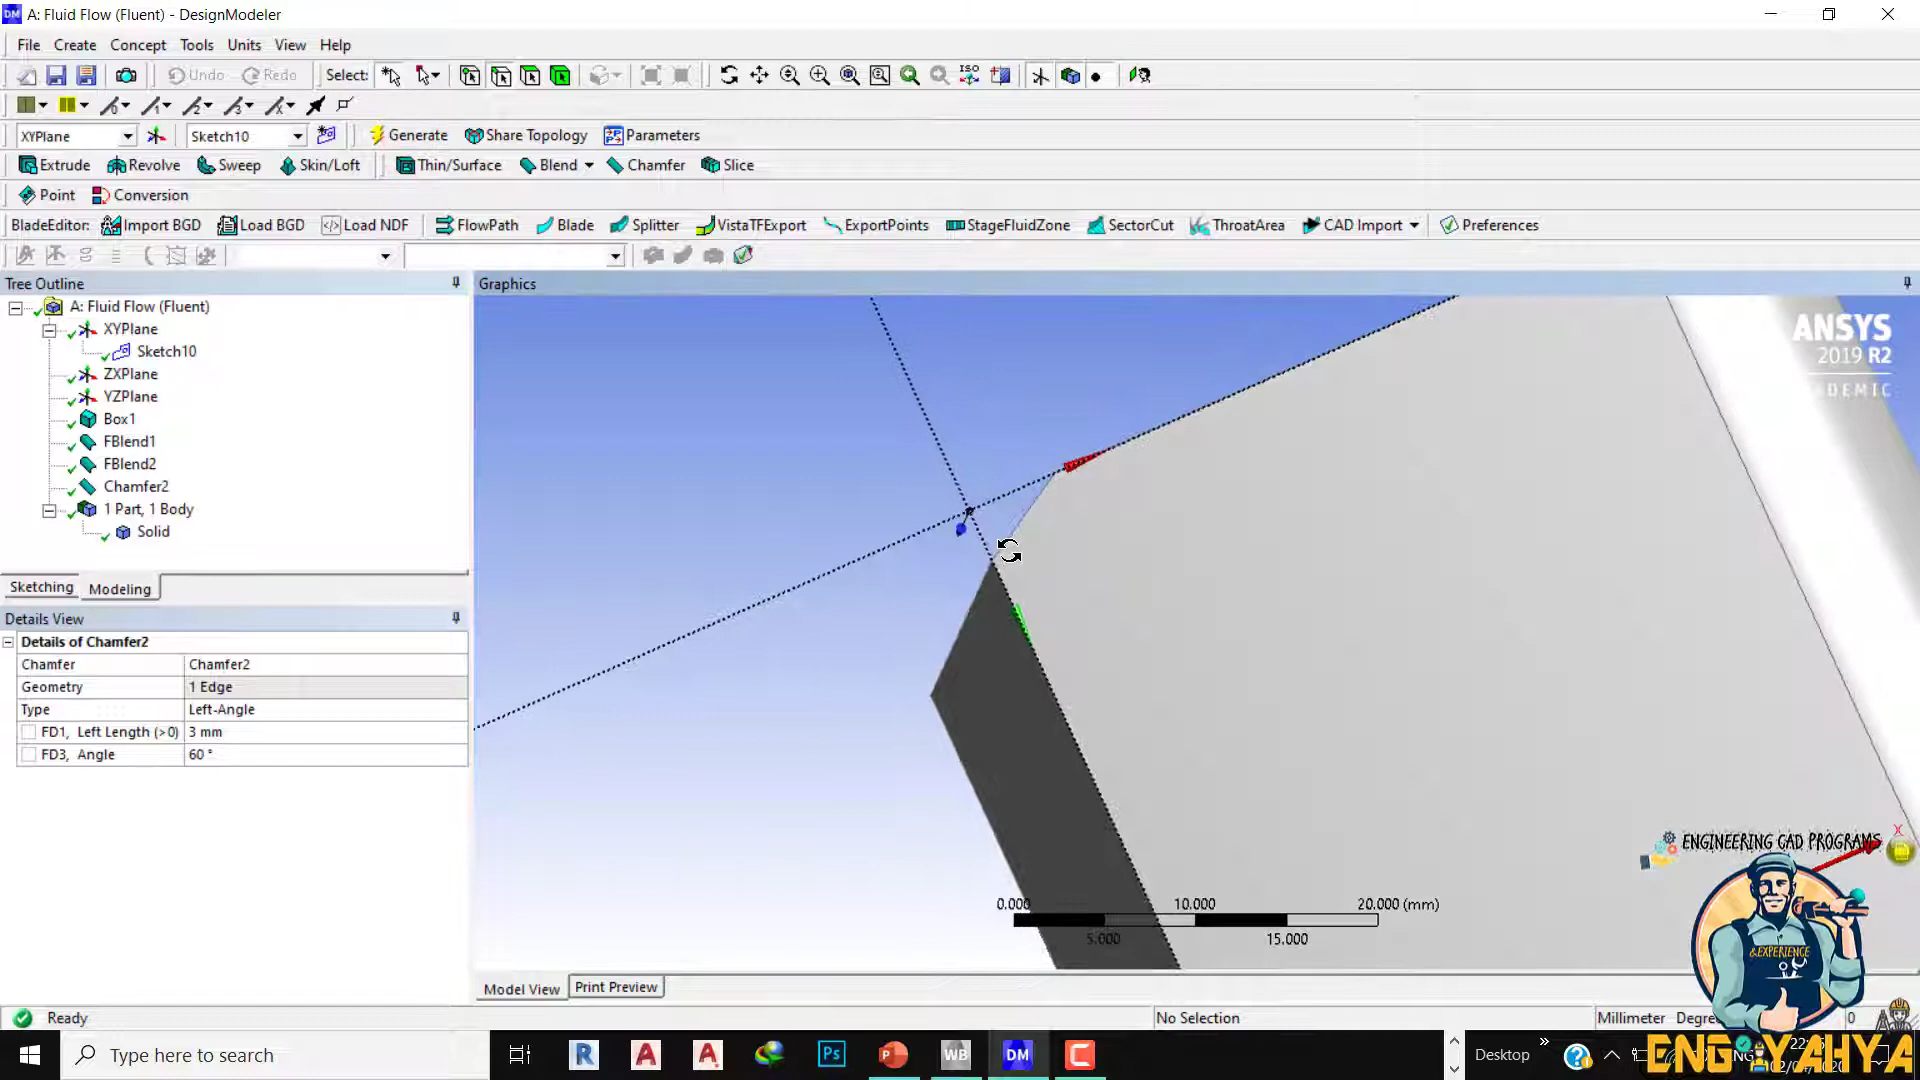 A: Fluid Flow (Fluent) - DesignModeler
File Create Concept Tools Units View Help
Undo Redo Select: ISO
XYPlane Sketch10 Generate Share Topology Parameters
Extrude Revolve Sweep Skin/Loft Thin/Surface Blend Chamfer Slice
Point Conversion
BladeEditor: Import BGD Load BGD Load NDF FlowPath Blade Splitter VistaTFExport ExportPoints StageFluidZone SectorCut ThroatArea CAD Import Preferences
Tree Outline
A: Fluid Flow (Fluent)
XYPlane
Sketch10
ZXPlane
YZPlane
Box1
FBlend1
FBlend2
Chamfer2
1 Part, 1 Body
Solid
Sketching Modeling
Details View
Details of Chamfer2
Chamfer Chamfer2
Geometry 1 Edge
Type Left-Angle
FD1, Left Length (>0) 3 mm
FD3, Angle 60 °
Graphics
ANSYS
2019 R2
X
ENGINEERING CAD PROGRAMS
&EXPERIENCE
0.000 10.000 20.000 (mm)
5.000 15.000
Model View Print Preview
Ready No Selection Millimeter 0
Type here to search Ps WB DM Desktop
ENG YAHYA